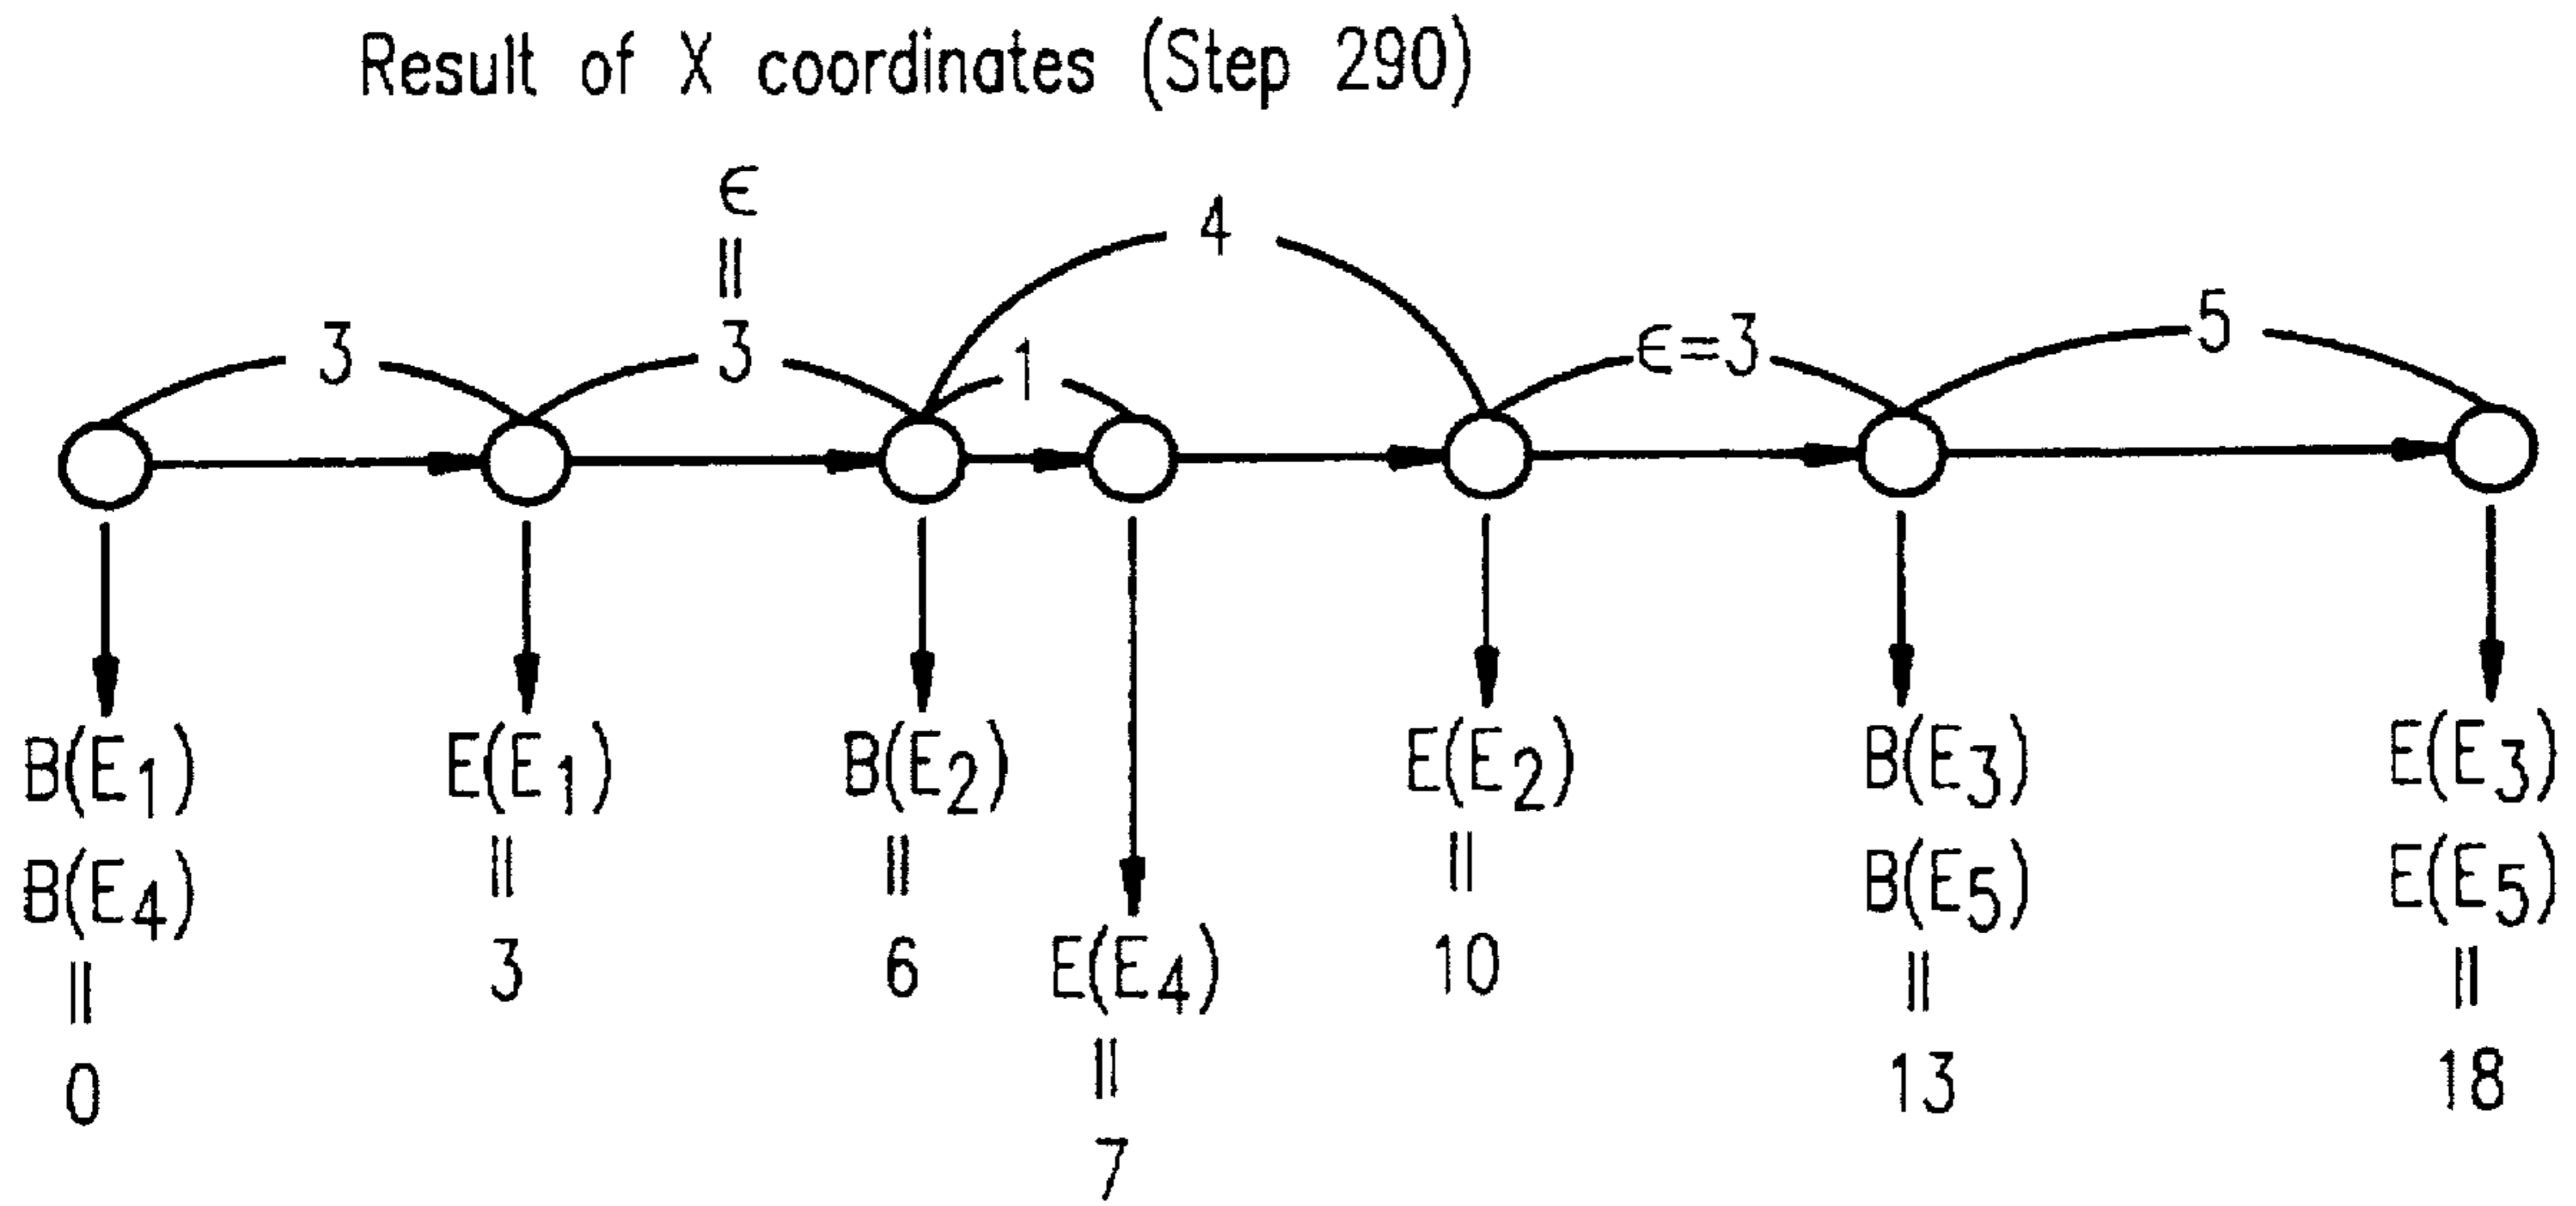 Result of X coordinates (Step 290)
∈
=
3
3
4
1
∈=3
5
B(E1)
B(E4)
=
0
E(E1)
=
3
B(E2)
=
6
E(E4)
=
7
E(E2)
=
10
B(E3)
B(E5)
=
13
E(E3)
E(E5)
=
18